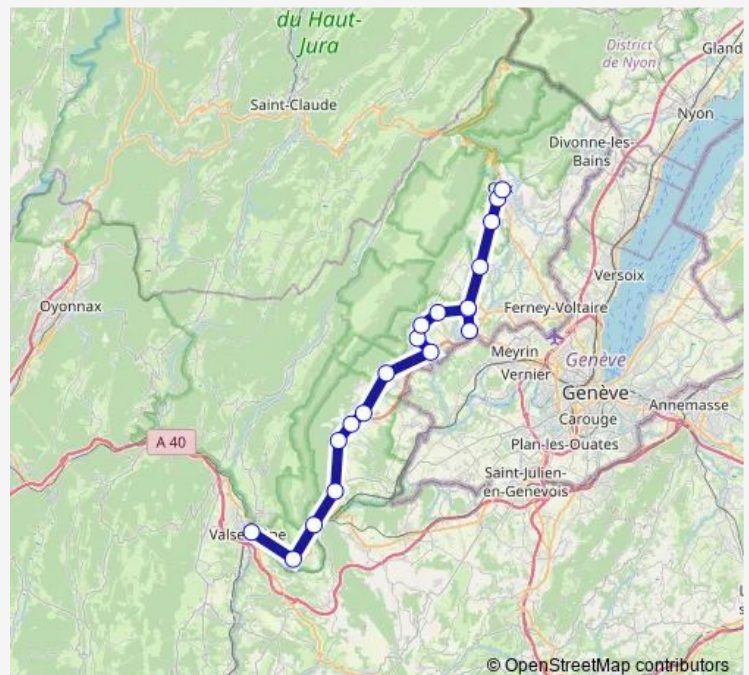 du Haut-
Jura
District
de Nyon
Gland
Saint-Claude
Nyon
Divonne-les-
Bains
Versoix
Oyonnax
Ferney-Voltaire
Meyrin
Genève
Vernier
Genève
Annemasse
Carouge
A 40
Plan-les-Ouates
Saint-Julien-
en-Genevois
© OpenStreetMap contributors